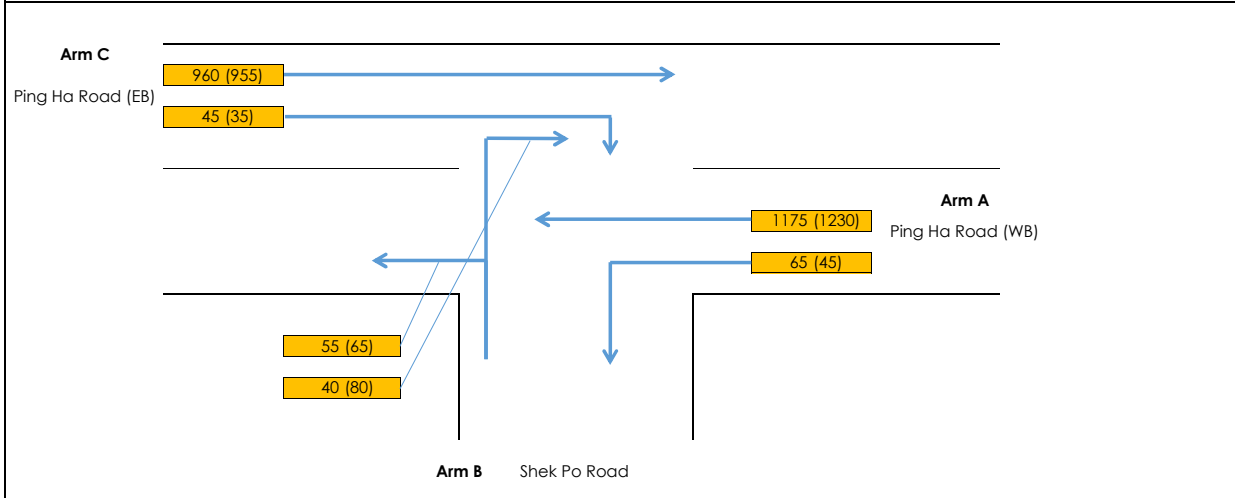 Arm C
960 (955)
Ping Ha Road (EB)
45 (35)
Arm A
1175 (1230)
Ping Ha Road (WB)
65 (45)
55 (65)
40 (80)
Arm B Shek Po Road